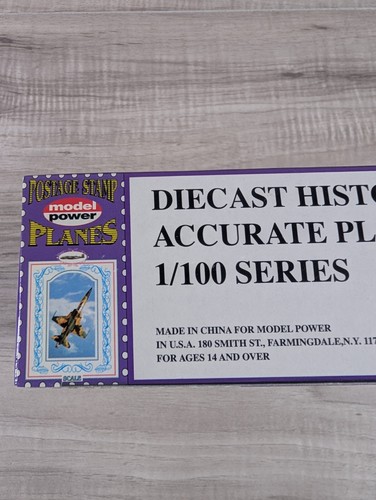 POSTAGE STAMP
model
power
PLANES
SCALE
DIECAST HISTO
ACCURATE PL
1/100 SERIES
MADE IN CHINA FOR MODEL POWER
IN U.S.A. 180 SMITH ST., FARMINGDALE, N.Y. 117
FOR AGES 14 AND OVER